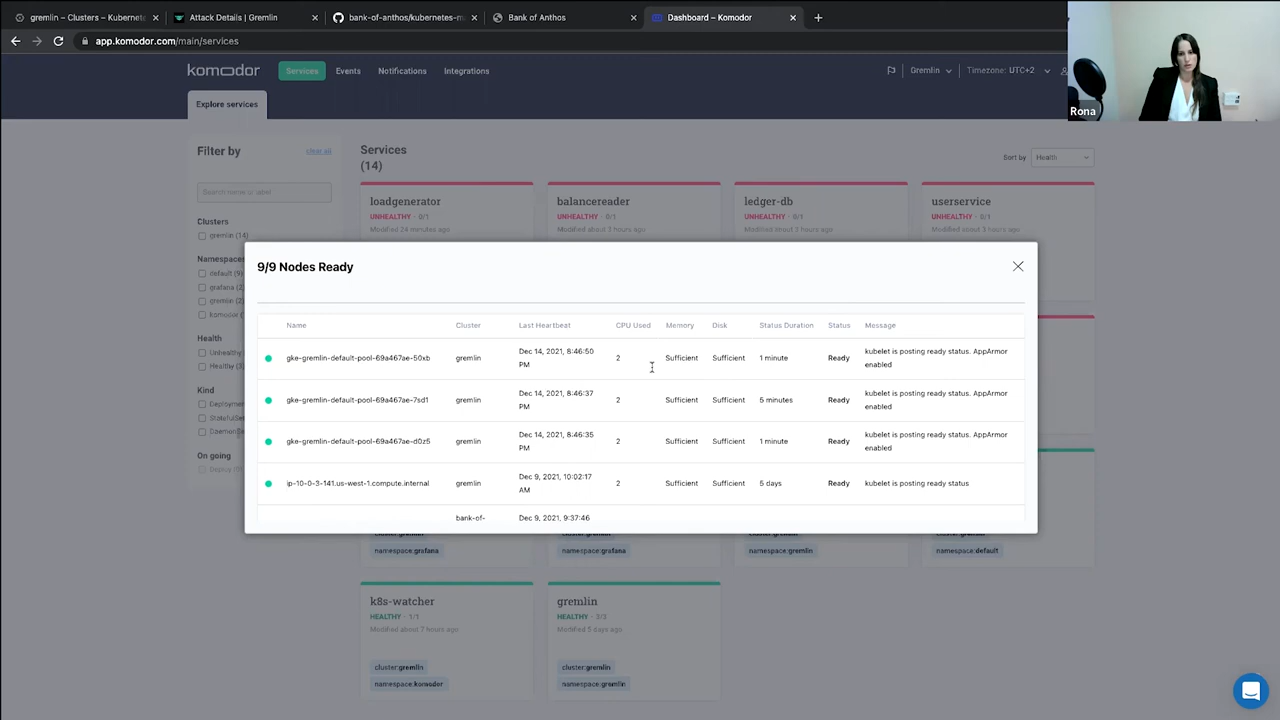 gremlin – Clusters – Kubernete
Attack Details | Gremlin
bank-of-anthos/kubernetes-m
Bank of Anthos
Dashboard – Komodor
app.komodor.com/main/services
komodor
Services
Events
Notifications
Integrations
Gremlin
Timezone: UTC+2
Rona
Explore services
Filter by
clear all
Search name or label
Clusters
gremlin (14)
Namespaces
default (9)
grafana (2)
gremlin (2)
komodor (
Health
Unhealthy
Healthy (
Kind
Deploymen
StatefulSe
DaemonSe
On going
Deploy (0)
Services
(14)
Sort by
Health
loadgenerator
UNHEALTHY · 0/1
Modified 24 minutes ago
balancereader
UNHEALTHY · 0/1
Modified about 3 hours ago
ledger-db
UNHEALTHY · 0/1
Modified about 3 hours ago
userservice
UNHEALTHY · 0/1
Modified about 3 hours ago
9/9 Nodes Ready
Name Cluster Last Heartbeat CPU Used Memory Disk Status Duration Status Message
gke-gremlin-default-pool-69a467ae-50xb gremlin Dec 14, 2021, 8:46:50 PM 2 Sufficient Sufficient 1 minute Ready kubelet is posting ready status. AppArmor enabled
gke-gremlin-default-pool-69a467ae-7sd1 gremlin Dec 14, 2021, 8:46:37 PM 2 Sufficient Sufficient 5 minutes Ready kubelet is posting ready status. AppArmor enabled
gke-gremlin-default-pool-69a467ae-d0z5 gremlin Dec 14, 2021, 8:46:35 PM 2 Sufficient Sufficient 1 minute Ready kubelet is posting ready status. AppArmor enabled
ip-10-0-3-141.us-west-1.compute.internal gremlin Dec 9, 2021, 10:02:17 AM 2 Sufficient Sufficient 5 days Ready kubelet is posting ready status
bank-of- Dec 9, 2021, 9:37:46
namespace:grafana
namespace:grafana
namespace:gremlin
namespace:default
k8s-watcher
HEALTHY · 1/1
Modified about 7 hours ago
cluster:gremlin
namespace:komodor
gremlin
HEALTHY · 3/3
Modified 5 days ago
cluster:gremlin
namespace:gremlin